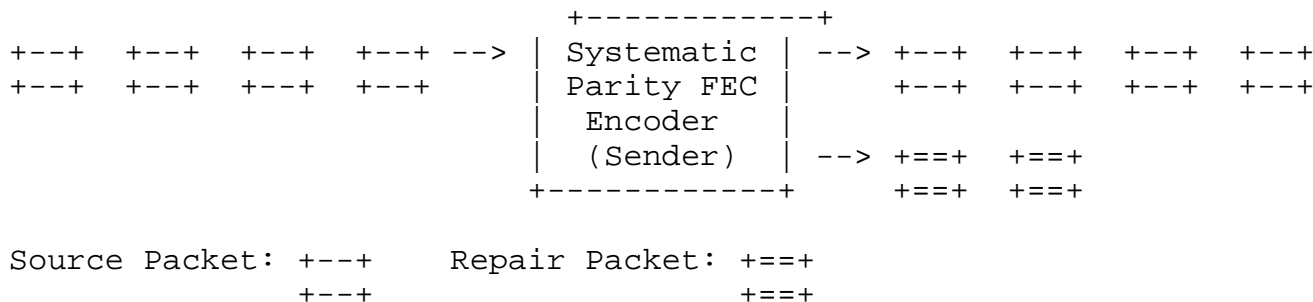 +------------+
+--+  +--+  +--+  +--+ --> | Systematic | --> +--+  +--+  +--+  +--+
+--+  +--+  +--+  +--+     | Parity FEC |     +--+  +--+  +--+  +--+
                           |  Encoder   |
                           |  (Sender)  | --> +==+  +==+
                           +------------+     +==+  +==+

Source Packet: +--+    Repair Packet: +==+
               +--+                   +==+